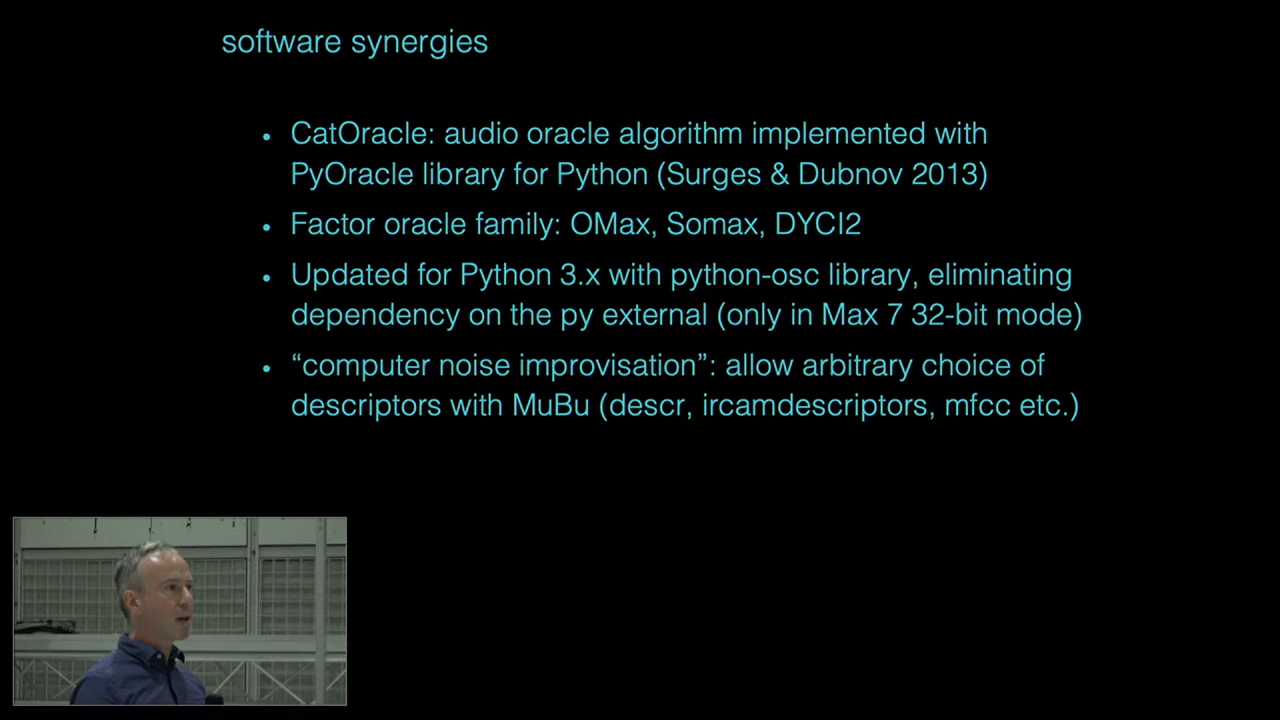 software synergies
• CatOracle: audio oracle algorithm implemented with
PyOracle library for Python (Surges & Dubnov 2013)
• Factor oracle family: OMax, Somax, DYCI2
• Updated for Python 3.x with python-osc library, eliminating
dependency on the py external (only in Max 7 32-bit mode)
• “computer noise improvisation”: allow arbitrary choice of
descriptors with MuBu (descr, ircamdescriptors, mfcc etc.)